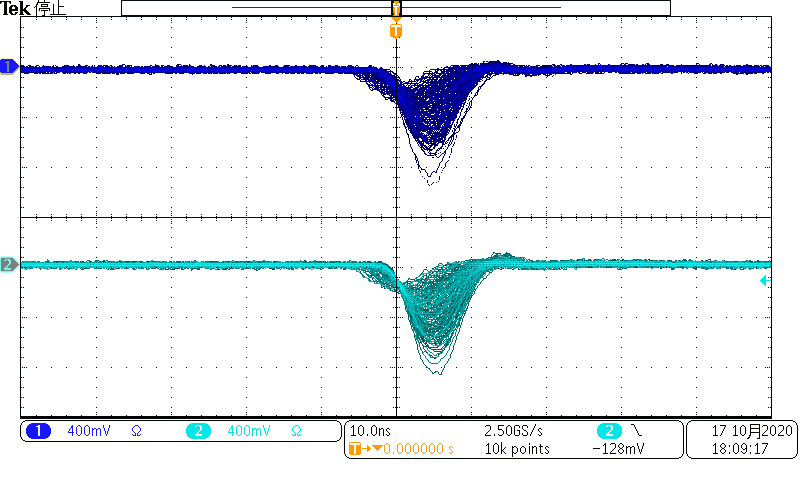 Tek 停止
T
T
1
2
1 400mV Ω 2 400mV Ω
10.0ns 2.50GS/s 2
T→▼0.000000 s 10k points −128mV
17 10月2020
18:09:17